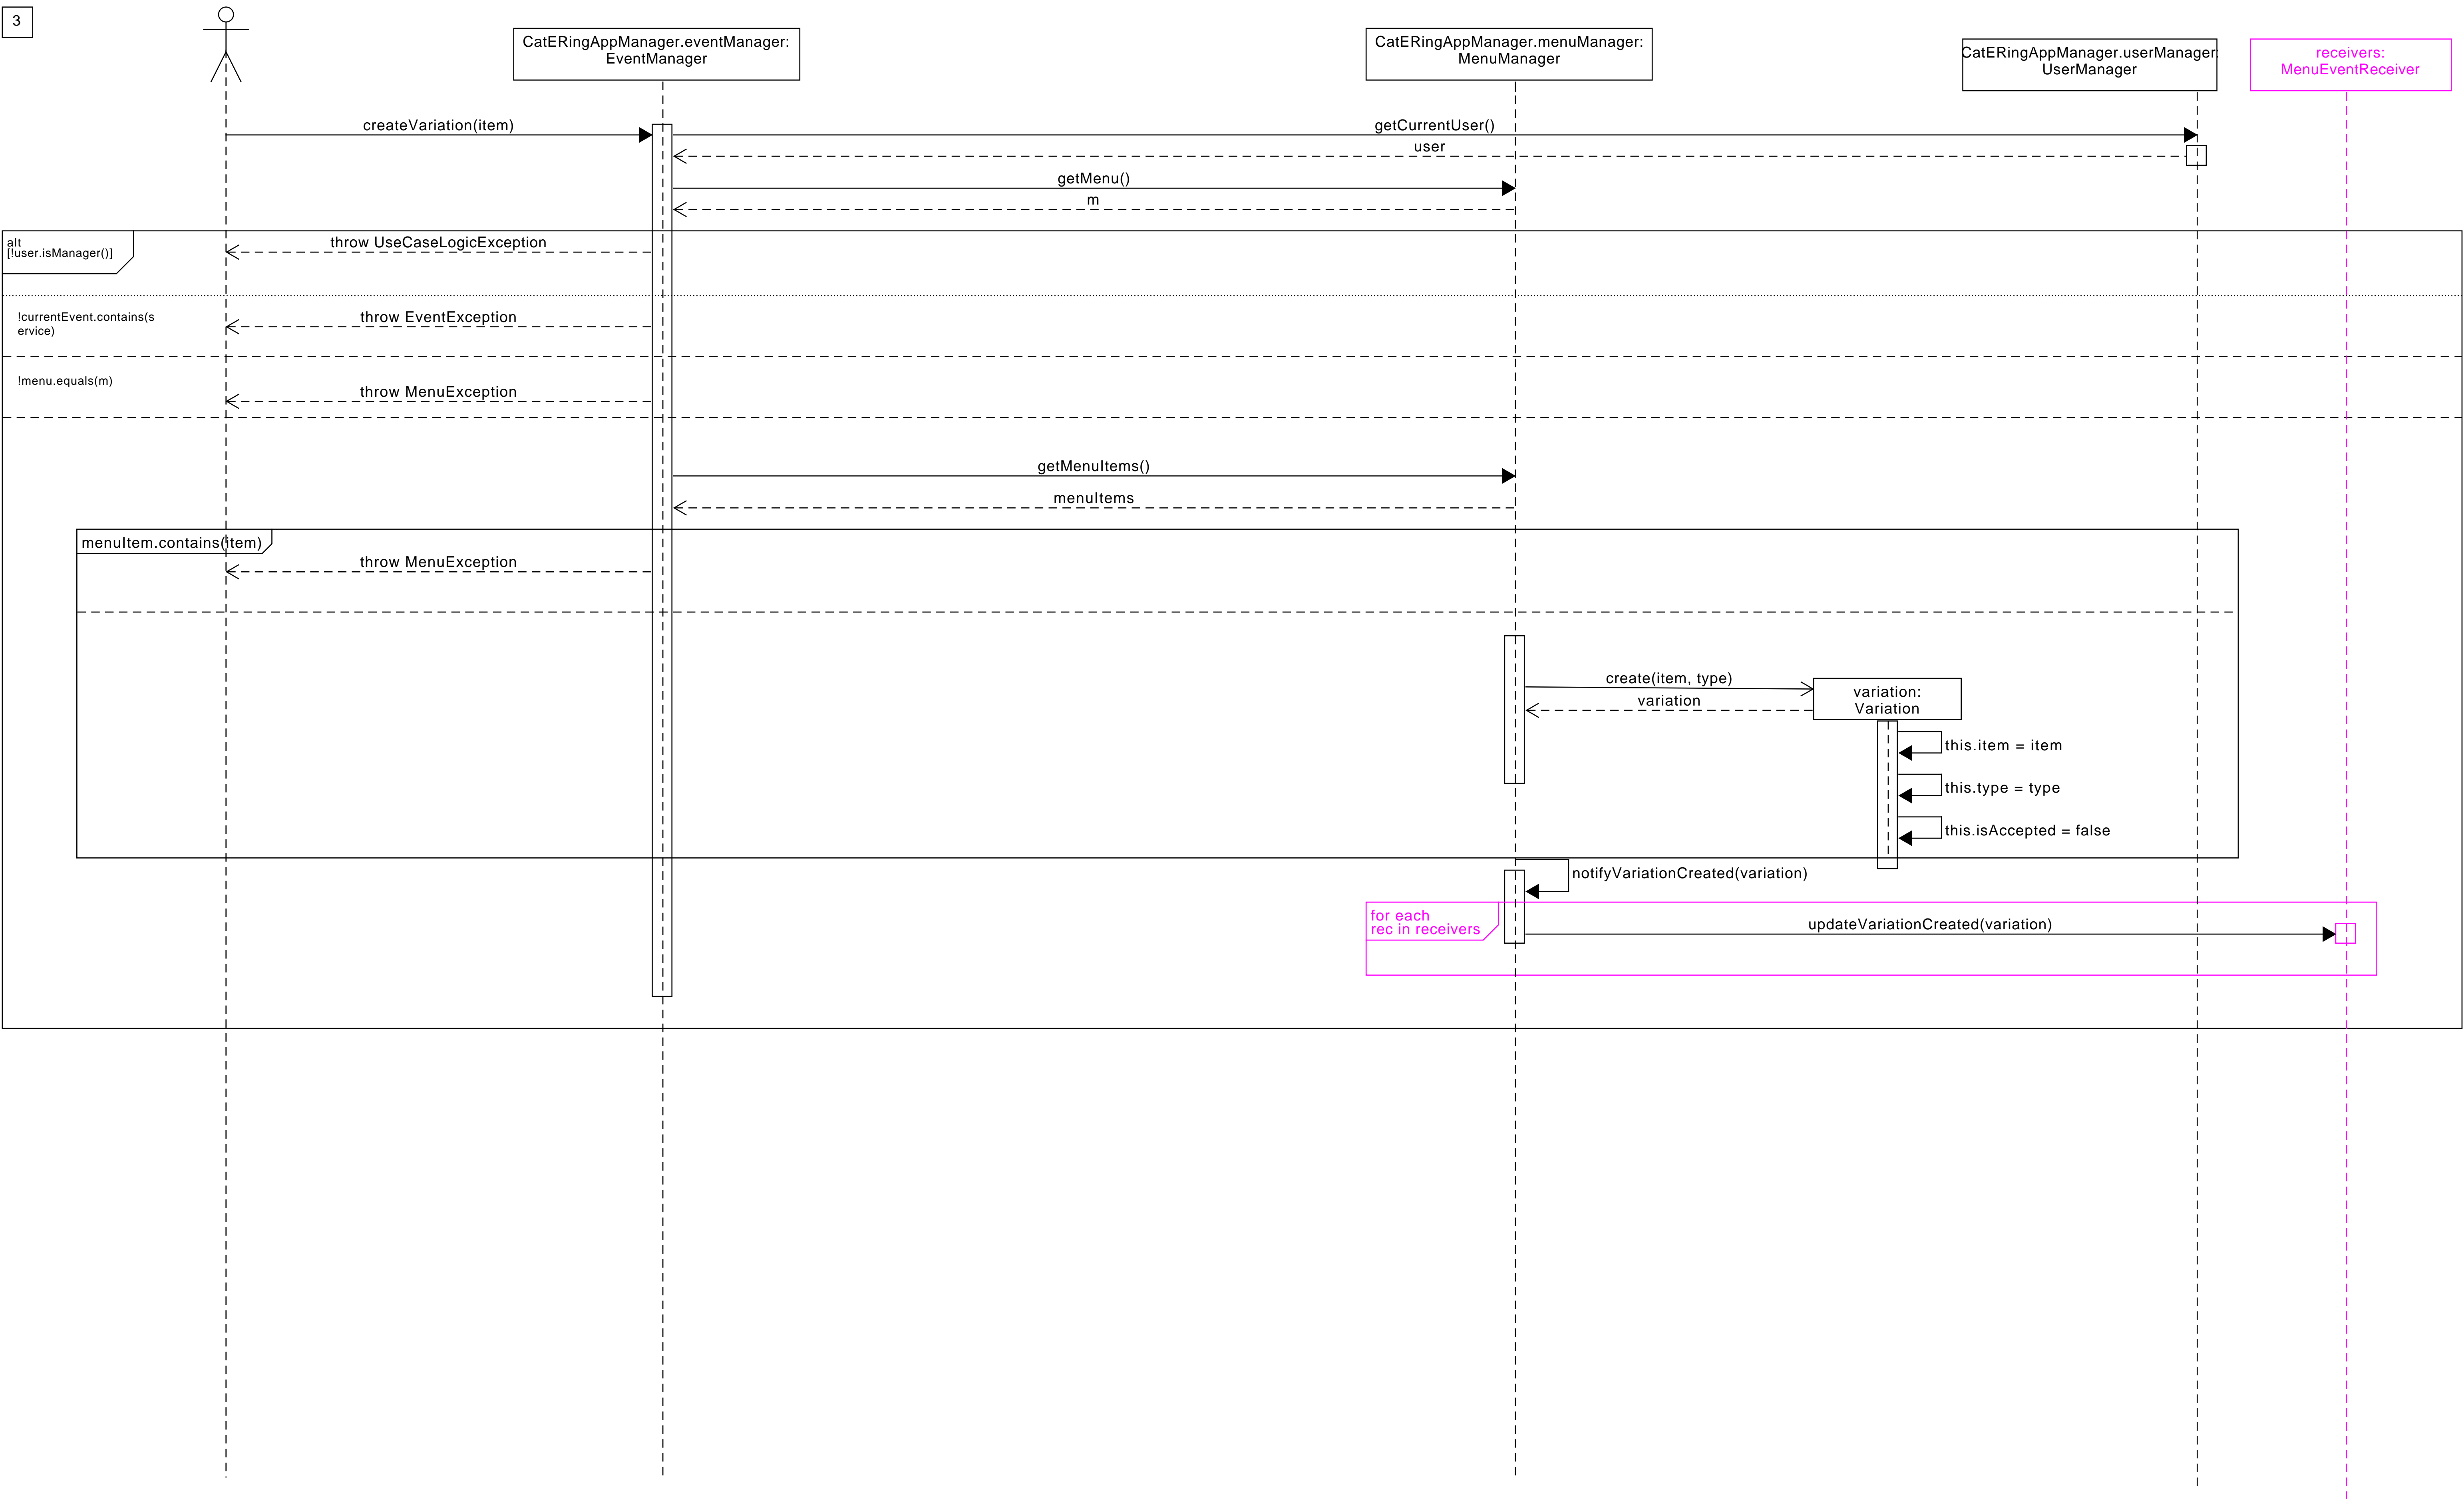 3
CatERingAppManager.eventManager:
EventManager
CatERingAppManager.menuManager:
MenuManager
CatERingAppManager.userManager:
UserManager
receivers:
MenuEventReceiver
createVariation(item)
getCurrentUser()
user
getMenu()
m
alt
[!user.isManager()]
throw UseCaseLogicException
!currentEvent.contains(s
ervice)
throw EventException
!menu.equals(m)
throw MenuException
getMenuItems()
menuItems
menuItem.contains(item)
throw MenuException
create(item, type)
variation
variation:
Variation
this.item = item
this.type = type
this.isAccepted = false
notifyVariationCreated(variation)
for each
rec in receivers
updateVariationCreated(variation)